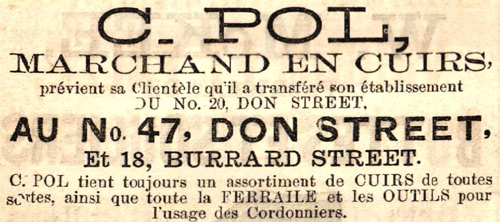 C. POL,
MARCHAND EN CUIRS,
prévient sa Clientèle qu'il a transféré son établissement
DU No. 20, DON STREET,
AU No. 47, DON STREET,
Et 18, BURRARD STREET.
C. POL tient toujours un assortiment de CUIRS de toutes
sortes, ainsi que toute la FERRAILE et les OUTILS pour
l'usage des Cordonniers.